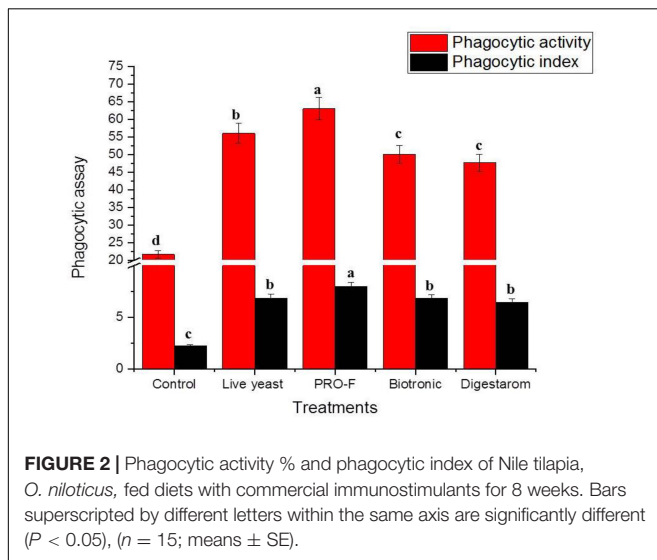 Phagocytic activity
Phagocytic index
75
70
65
60
55
50
45
40
35
30
25
20
5
0
Phagocytic assay
d
c
b
b
a
a
c
b
c
b
Control Live yeast PRO-F Biotronic Digestarom
Treatments
FIGURE 2 | Phagocytic activity % and phagocytic index of Nile tilapia,
O. niloticus, fed diets with commercial immunostimulants for 8 weeks. Bars
superscripted by different letters within the same axis are significantly different
(P < 0.05), (n = 15; means ± SE).